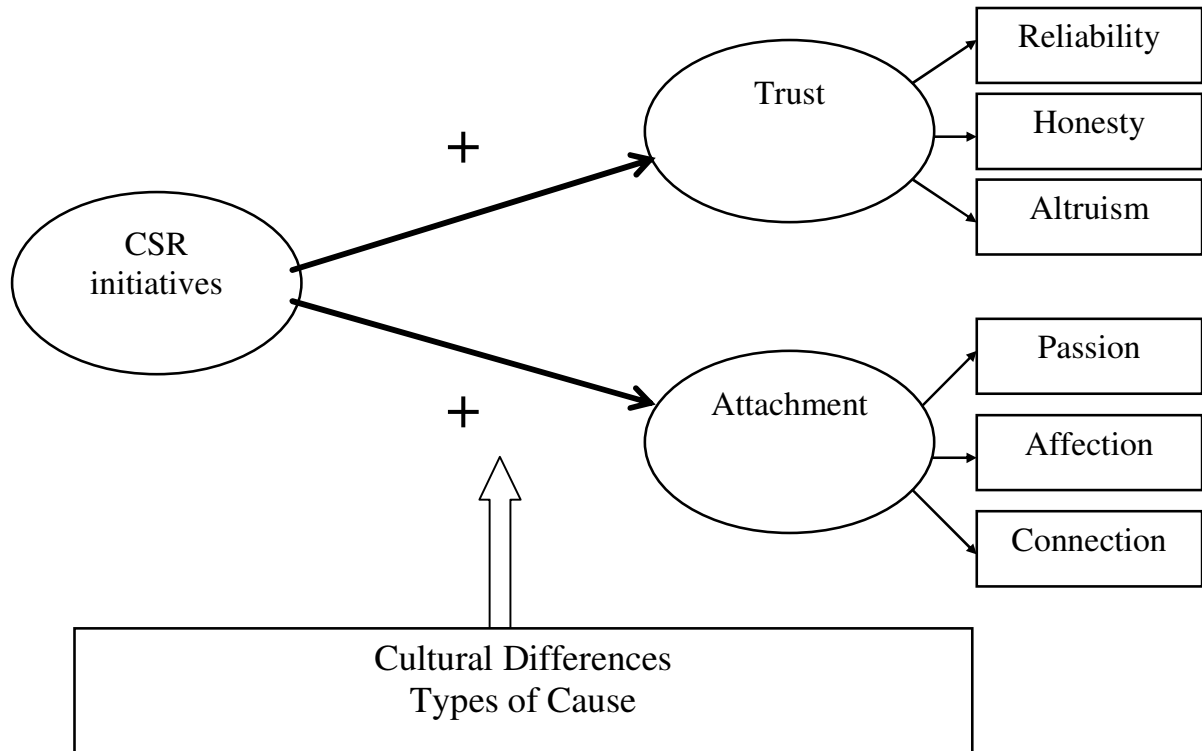 CSR
initiatives
+
+
Trust
Reliability
Honesty
Altruism
Attachment
Passion
Affection
Connection
Cultural Differences
Types of Cause